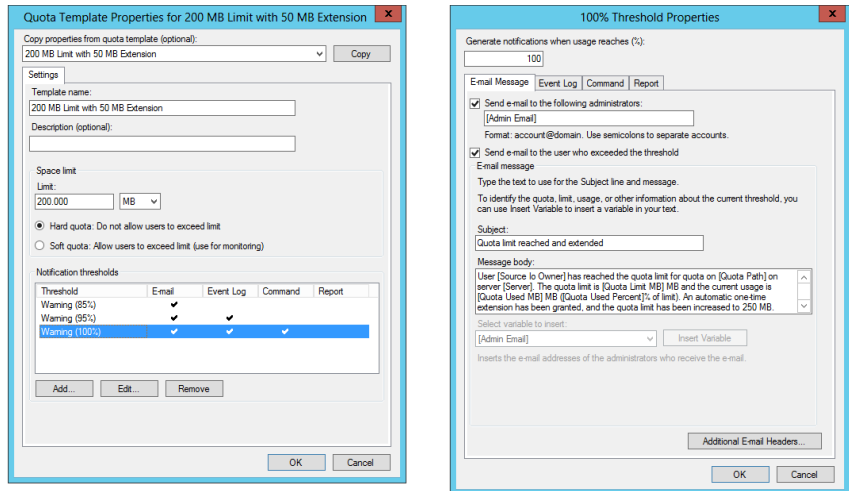 Quota Template Properties for 200 MB Limit with 50 MB Extension
x
Copy properties from quota template (optional):
200 MB Limit with 50 MB Extension
Copy
Settings
Template name:
200 MB Limit with 50 MB Extension
Description (optional):
Space limit
Limit:
200.000
MB
Hard quota: Do not allow users to exceed limit
Soft quota: Allow users to exceed limit (use for monitoring)
Notification thresholds
Threshold E-mail Event Log Command Report
Warning (85%)
Warning (95%)
Warning (100%)
Add... Edit... Remove
OK Cancel
100% Threshold Properties
x
Generate notifications when usage reaches (%):
100
E-mail Message Event Log Command Report
Send e-mail to the following administrators:
[Admin Email]
Format: account@domain. Use semicolons to separate accounts.
Send e-mail to the user who exceeded the threshold
E-mail message
Type the text to use for the Subject line and message.
To identify the quota, limit, usage, or other information about the current threshold, you
can use Insert Variable to insert a variable in your text.
Subject:
Quota limit reached and extended
Message body:
User [Source Io Owner] has reached the quota limit for quota on [Quota Path] on
server [Server]. The quota limit is [Quota Limit MB] MB and the current usage is
[Quota Used MB] MB ([Quota Used Percent]% of limit). An automatic one-time
extension has been granted, and the quota limit has been increased to 250 MB.
Select variable to insert:
[Admin Email]
Insert Variable
Inserts the e-mail addresses of the administrators who receive the e-mail.
Additional E-mail Headers...
OK Cancel